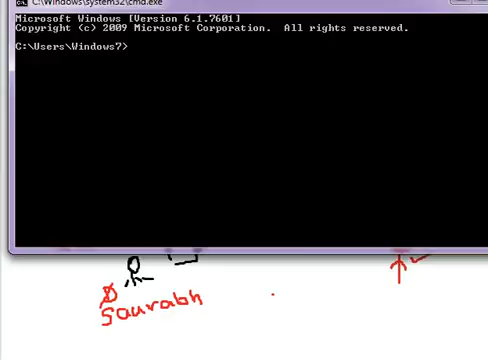 C:\Windows\system32\cmd.exe
Microsoft Windows [Version 6.1.7601]
Copyright (c) 2009 Microsoft Corporation.  All rights reserved.
C:\Users\Windows7>
Saurabh